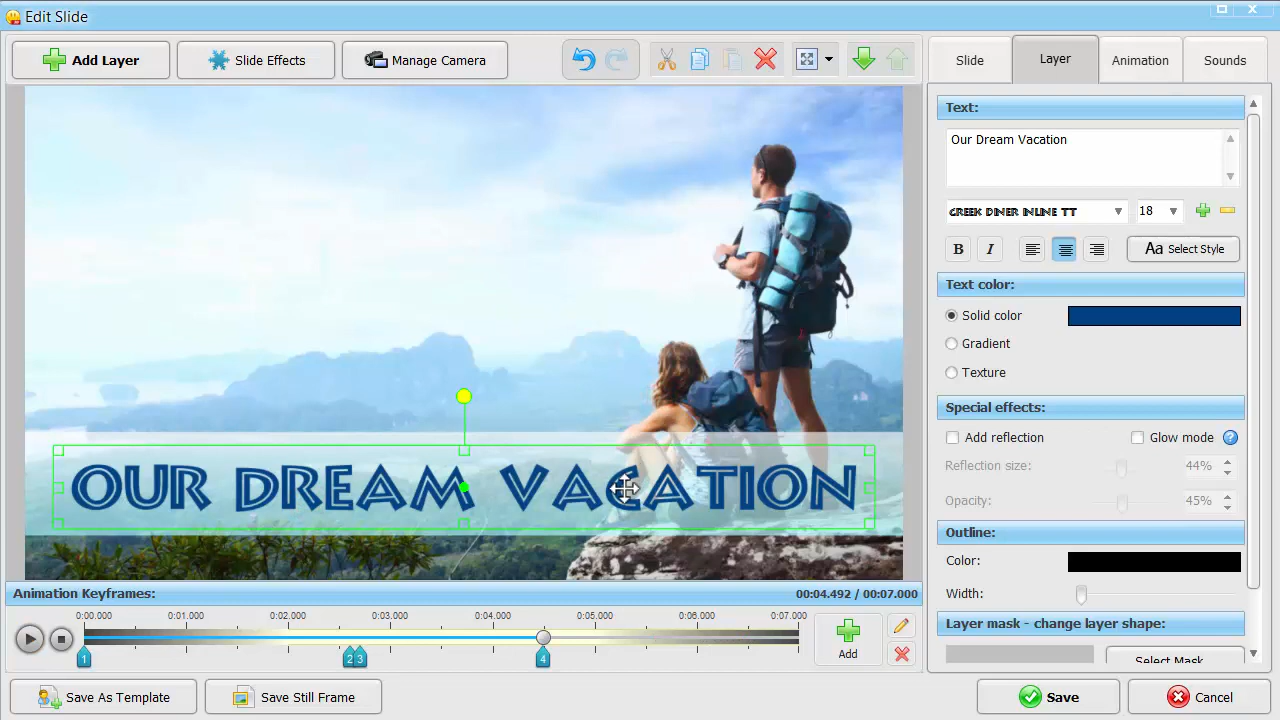 Edit Slide
Add Layer
Slide Effects
Manage Camera
Slide
Layer
Animation
Sounds
Text:
Our Dream Vacation
GREEK DINER INLINE TT
18
B
I
Aa Select Style
Text color:
Solid color
Gradient
Texture
Special effects:
Add reflection
Glow mode
?
Reflection size:
44%
Opacity:
45%
Outline:
Color:
Width:
Layer mask - change layer shape:
Select Mask
OUR DREAM VACATION
Animation Keyframes:
00:04.492 / 00:07.000
0:00.000
0:01.000
0:02.000
0:03.000
0:04.000
0:05.000
0:06.000
0:07.000
1
2
3
4
Add
Save As Template
Save Still Frame
Save
Cancel